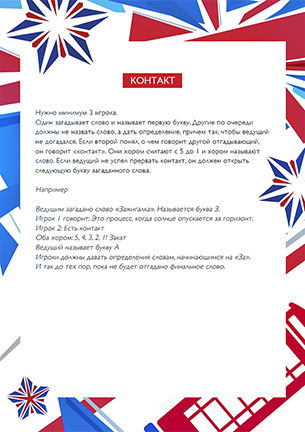 КОНТАКТ
Нужно минимум 3 игрока.
Один загадывает слово и называет первую букву. Другие по очереди
должны не назвать слово, а дать определение, причем так, чтобы ведущий
не догадался. Если второй понял, о чем говорит другой отгадывающий,
он говорит «контакт». Они хором считают с 5 до 1 и хором называют
слово. Если ведущий не успел прервать контакт, он должен открыть
следующую букву загаданного слова.
Например
Ведущим загадано слово «Зажигалка». Называется буква З.
Игрок 1 говорит: Это процесс, когда солнце опускается за горизонт.
Игрок 2: Есть контакт
Оба хором: 5, 4, 3, 2, 1! Закат
Ведущий называет букву А
Игроки должны давать определения словам, начинающимся на «За».
И так до тех пор, пока не будет отгадано финальное слово.